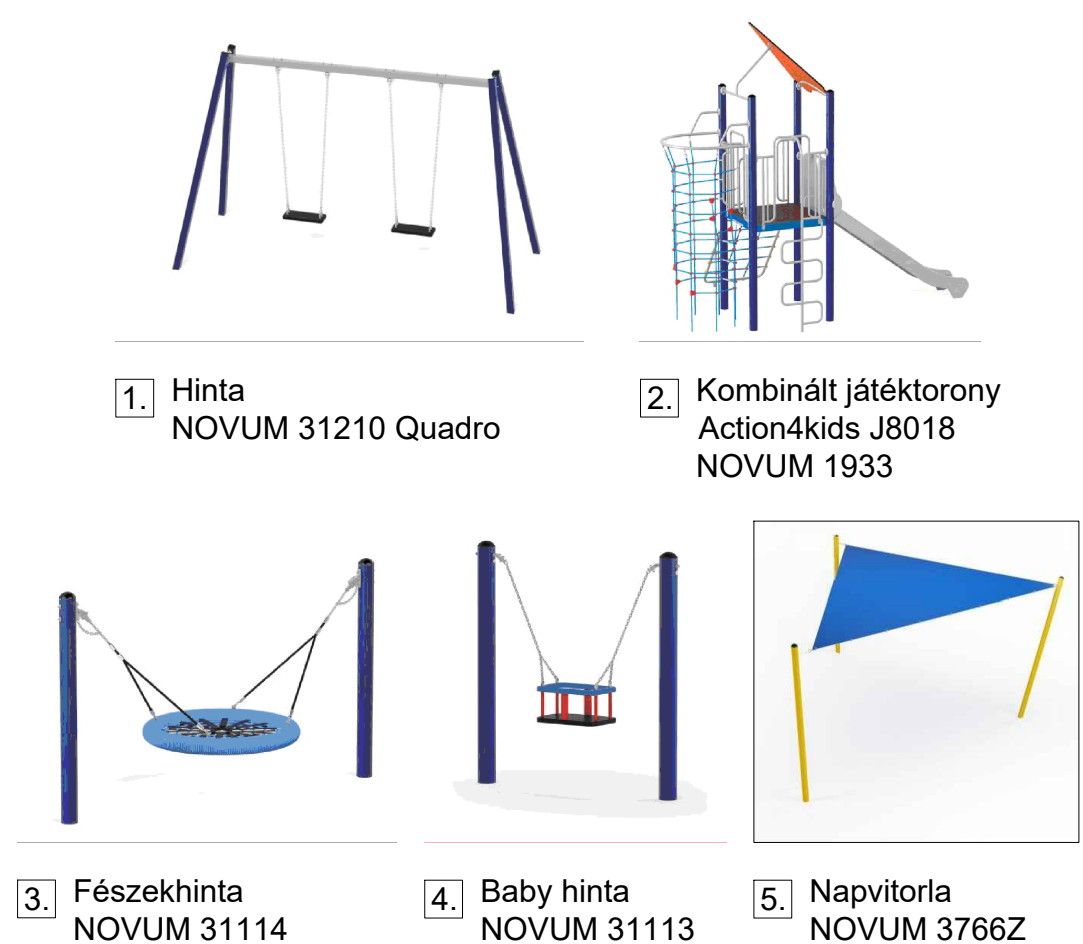 1. Hinta
NOVUM 31210 Quadro
2. Kombinált játéktorony
Action4kids J8018
NOVUM 1933
3. Fészekhinta
NOVUM 31114
4. Baby hinta
NOVUM 31113
5. Napvitorla
NOVUM 3766Z